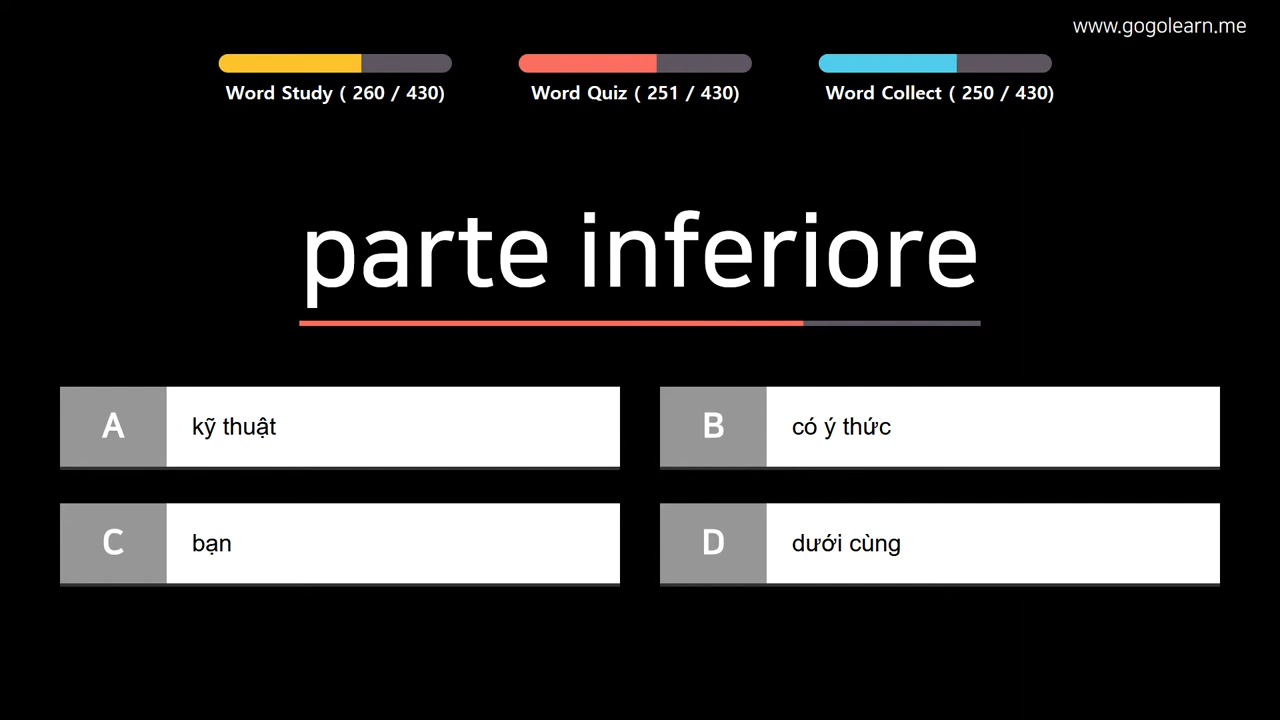 www.gogolearn.me
Word Study ( 260 / 430)
Word Quiz ( 251 / 430)
Word Collect ( 250 / 430)
parte inferiore
A
kỹ thuật
B
có ý thức
C
bạn
D
dưới cùng